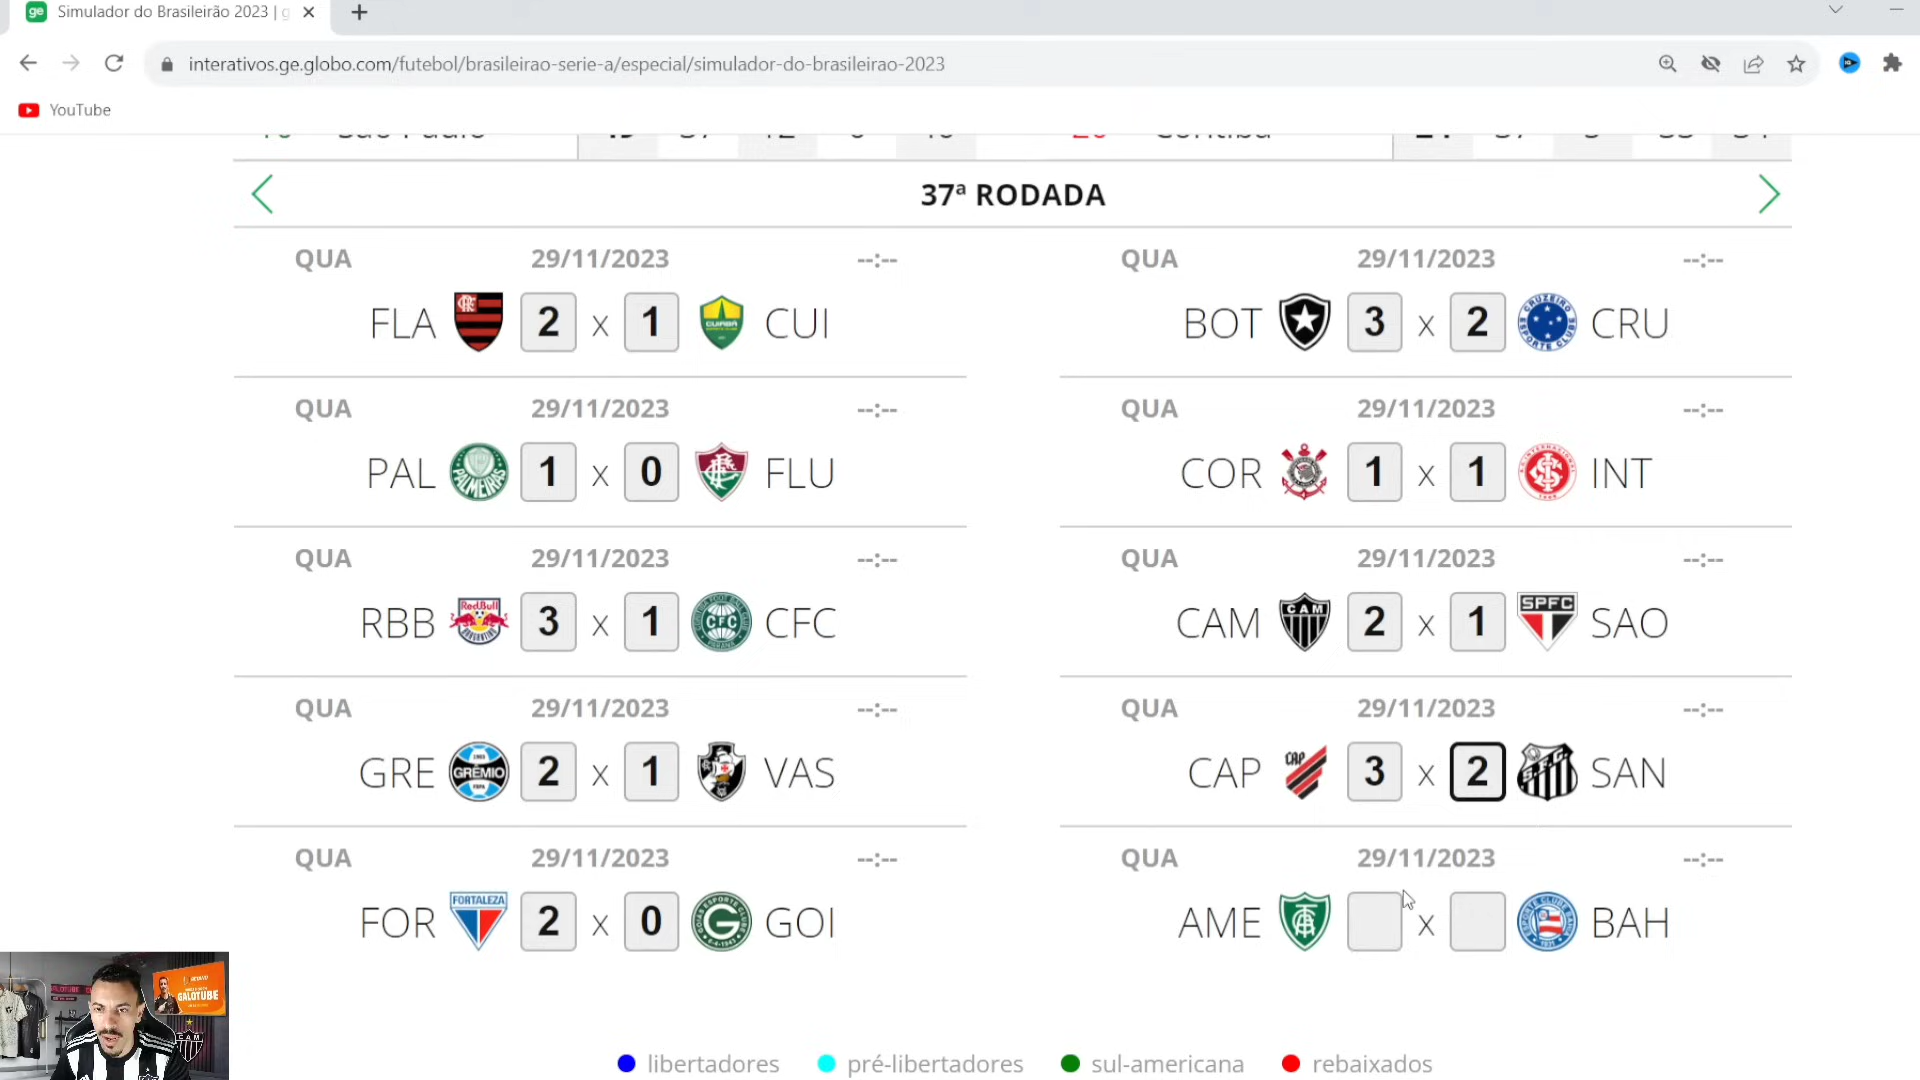 Simulador do Brasileirão 2023 | g
interativos.ge.globo.com/futebol/brasileirao-serie-a/especial/simulador-do-brasileirao-2023
YouTube
37ª RODADA
QUA 29/11/2023 --:--
FLA 2 x 1 CUI
QUA 29/11/2023 --:--
BOT 3 x 2 CRU
QUA 29/11/2023 --:--
PAL 1 x 0 FLU
QUA 29/11/2023 --:--
COR 1 x 1 INT
QUA 29/11/2023 --:--
RBB 3 x 1 CFC
QUA 29/11/2023 --:--
CAM 2 x 1 SAO
QUA 29/11/2023 --:--
GRE 2 x 1 VAS
QUA 29/11/2023 --:--
CAP 3 x 2 SAN
QUA 29/11/2023 --:--
FOR 2 x 0 GOI
QUA 29/11/2023 --:--
AME x BAH
GALOTUBE
CAM
libertadores pré-libertadores sul-americana rebaixados